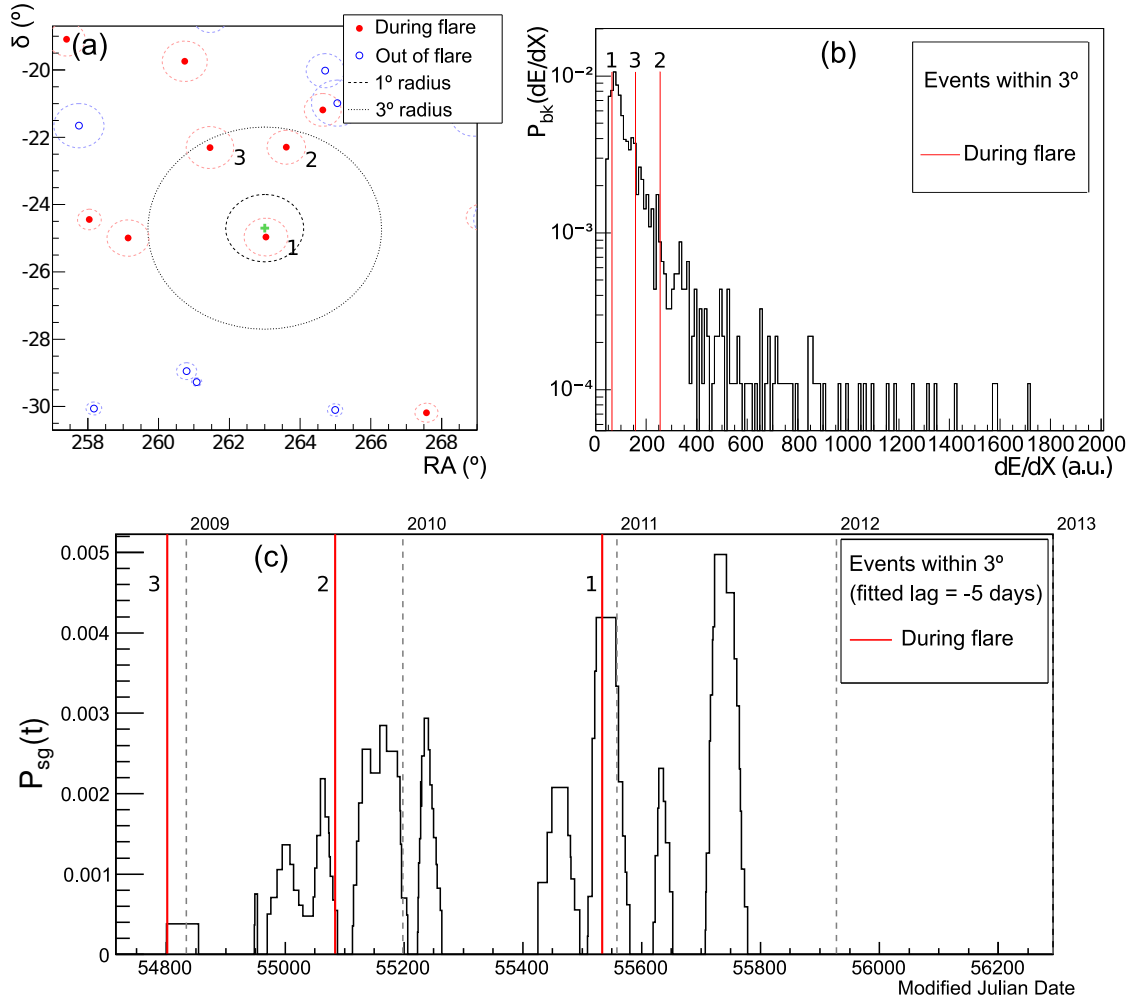 δ (º)
(a)
During flare
Out of flare
1º radius
3º radius
-20
-22
-24
-26
-28
-30
3
2
1
258 260 262 264 266 268
RA (º)
P_bk(dE/dX)
(b)
1 3 2
Events within 3º
During flare
10⁻²
10⁻³
10⁻⁴
0 200 400 600 800 1000 1200 1400 1600 1800 2000
dE/dX (a.u.)
2009 2010 2011 2012 2013
(c)
3
2
1
Events within 3º
(fitted lag = -5 days)
During flare
P_sg(t)
0.005
0.004
0.003
0.002
0.001
0
54800 55000 55200 55400 55600 55800 56000 56200
Modified Julian Date